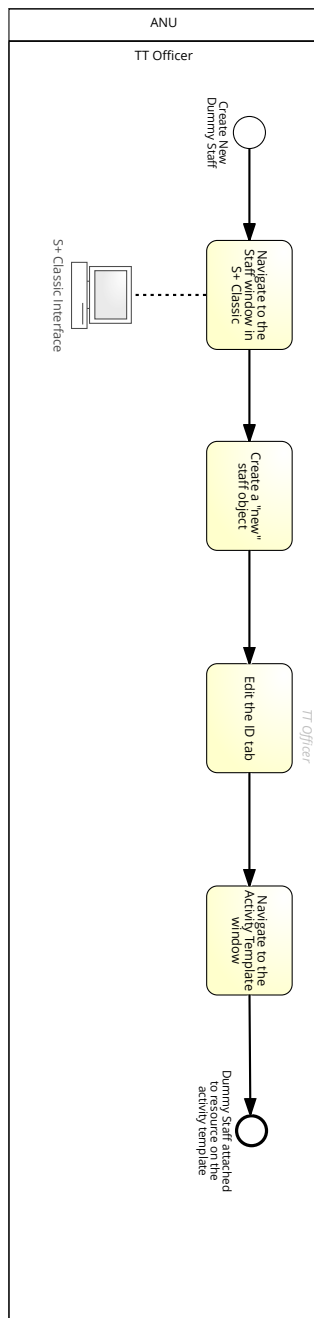 ANU
TT Officer
Create New
Dummy Staff
Navigate to the
Staff window in
S+ Classic
S+ Classic Interface
Create a "new"
staff object
Edit the ID tab
TT Officer
Navigate to the
Activity Template
window
Dummy Staff attached
to resource on the
activity template